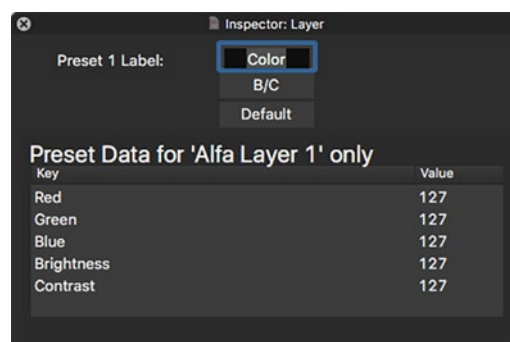 Inspector: Layer
Preset 1 Label: Color
B/C
Default
Preset Data for 'Alfa Layer 1' only
Key Value
Red 127
Green 127
Blue 127
Brightness 127
Contrast 127